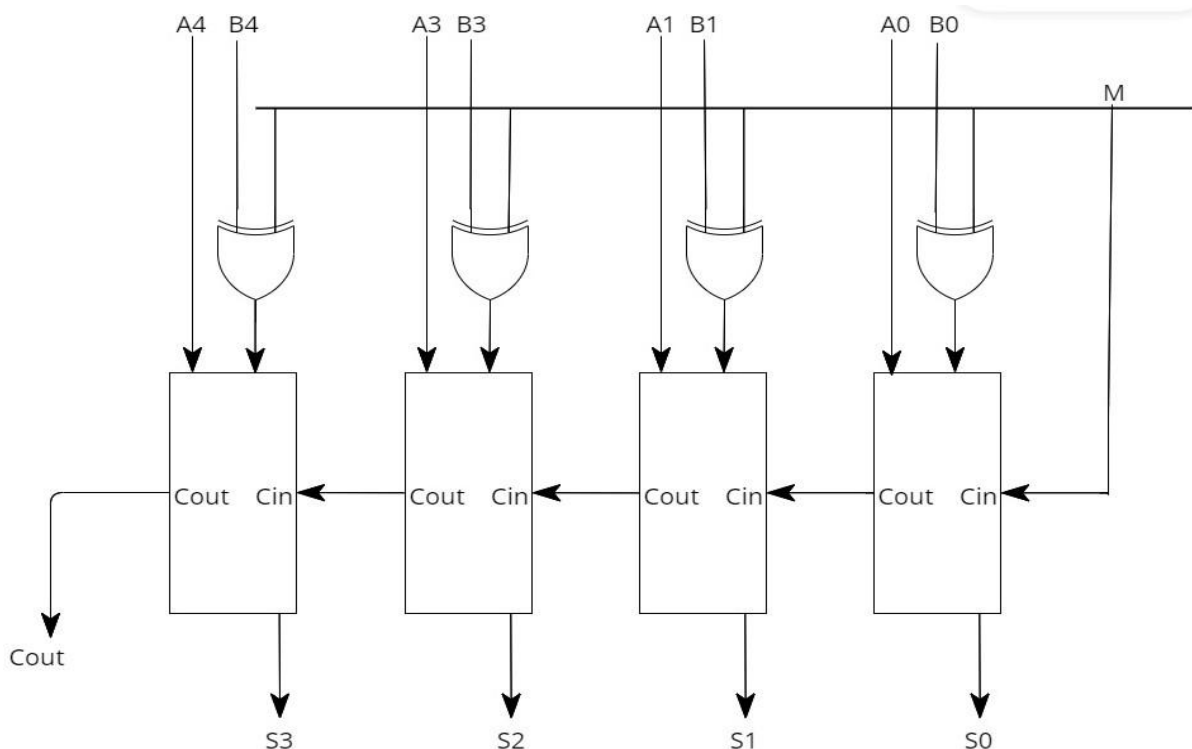 A4 B4 A3 B3 A1 B1 A0 B0
M
Cout Cin Cout Cin Cout Cin Cout Cin
Cout
S3 S2 S1 S0